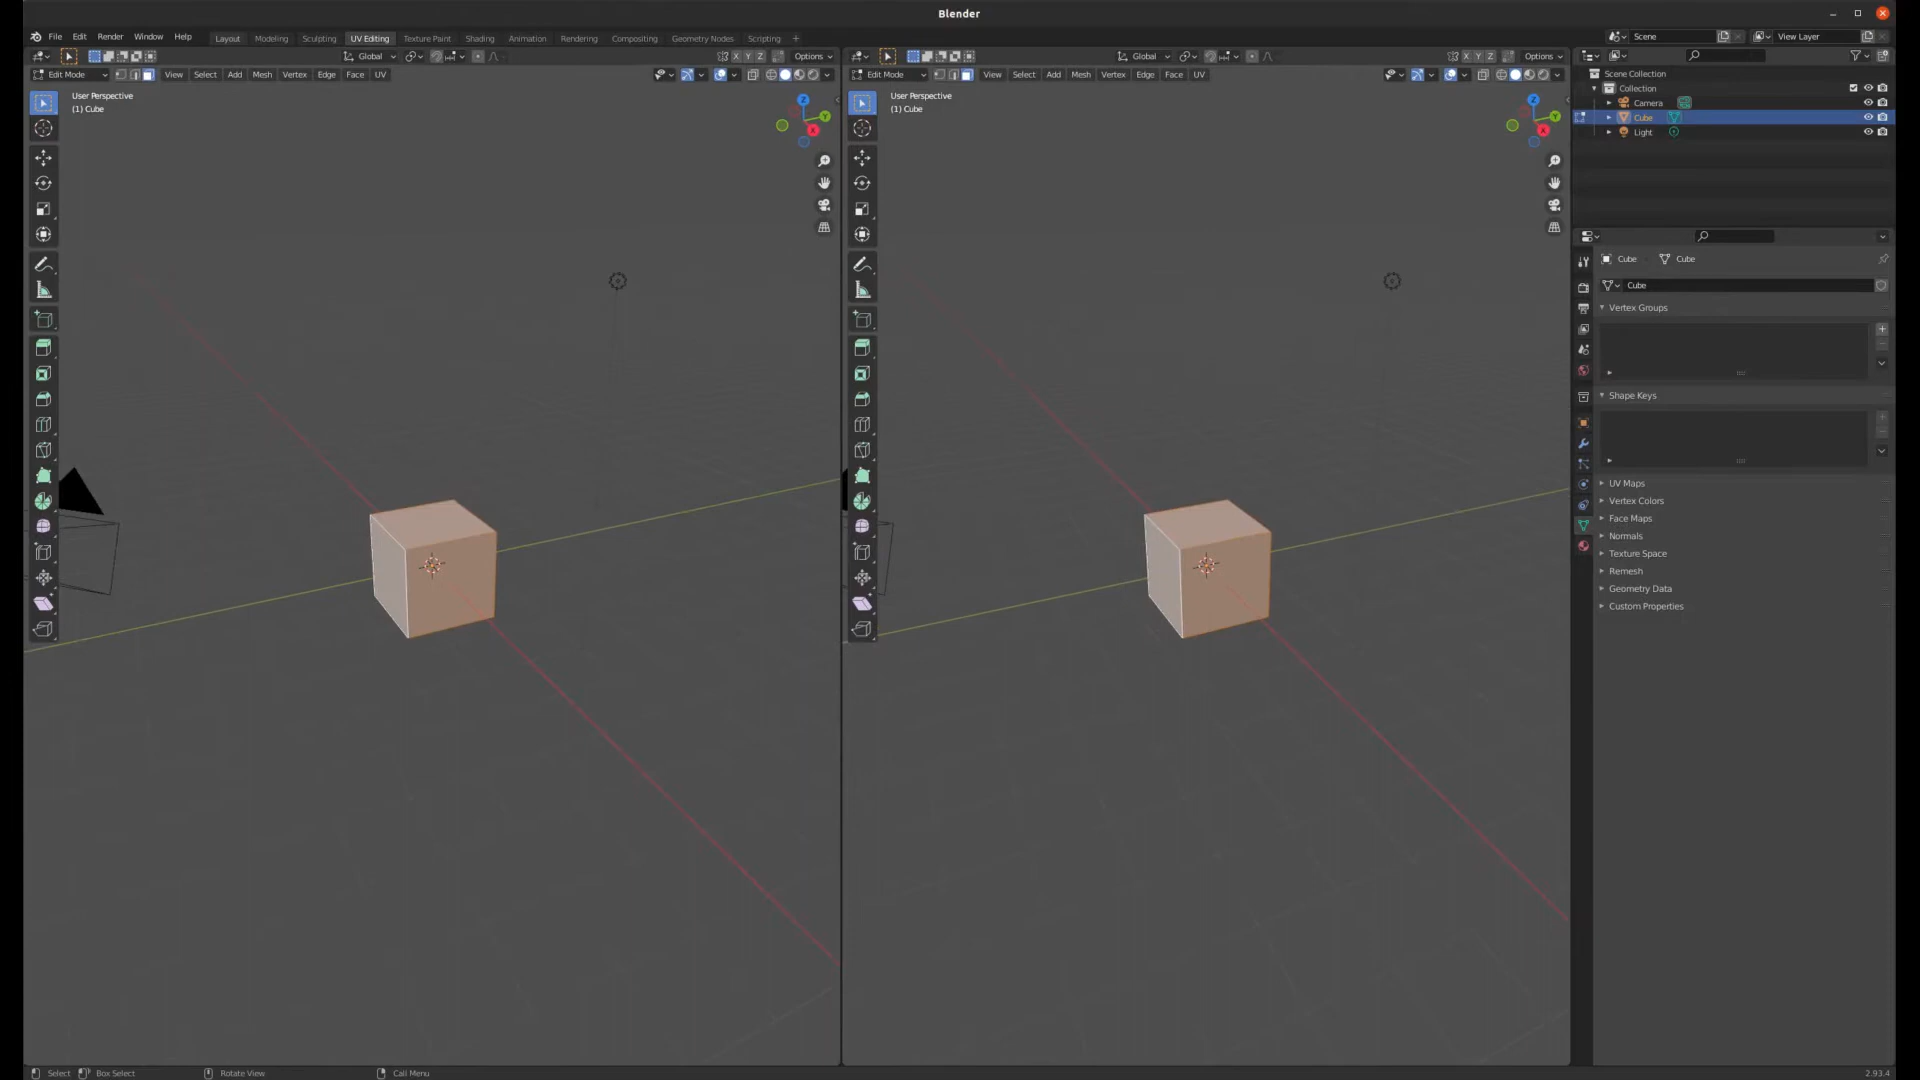 Blender
File Edit Render Window Help Layout Modeling Sculpting UV Editing Texture Paint Shading Animation Rendering Compositing Geometry Nodes Scripting + Scene View Layer
Global X Y Z Options Global X Y Z Options
Edit Mode View Select Add Mesh Vertex Edge Face UV Edit Mode View Select Add Mesh Vertex Edge Face UV
User Perspective
(1) Cube
Z
Y
X
User Perspective
(1) Cube
Z
Y
X
Scene Collection
Collection
Camera
Cube
Light
Cube Cube
Cube
Vertex Groups
Shape Keys
UV Maps
Vertex Colors
Face Maps
Normals
Texture Space
Remesh
Geometry Data
Custom Properties
Select Box Select Rotate View Call Menu 2.93.4